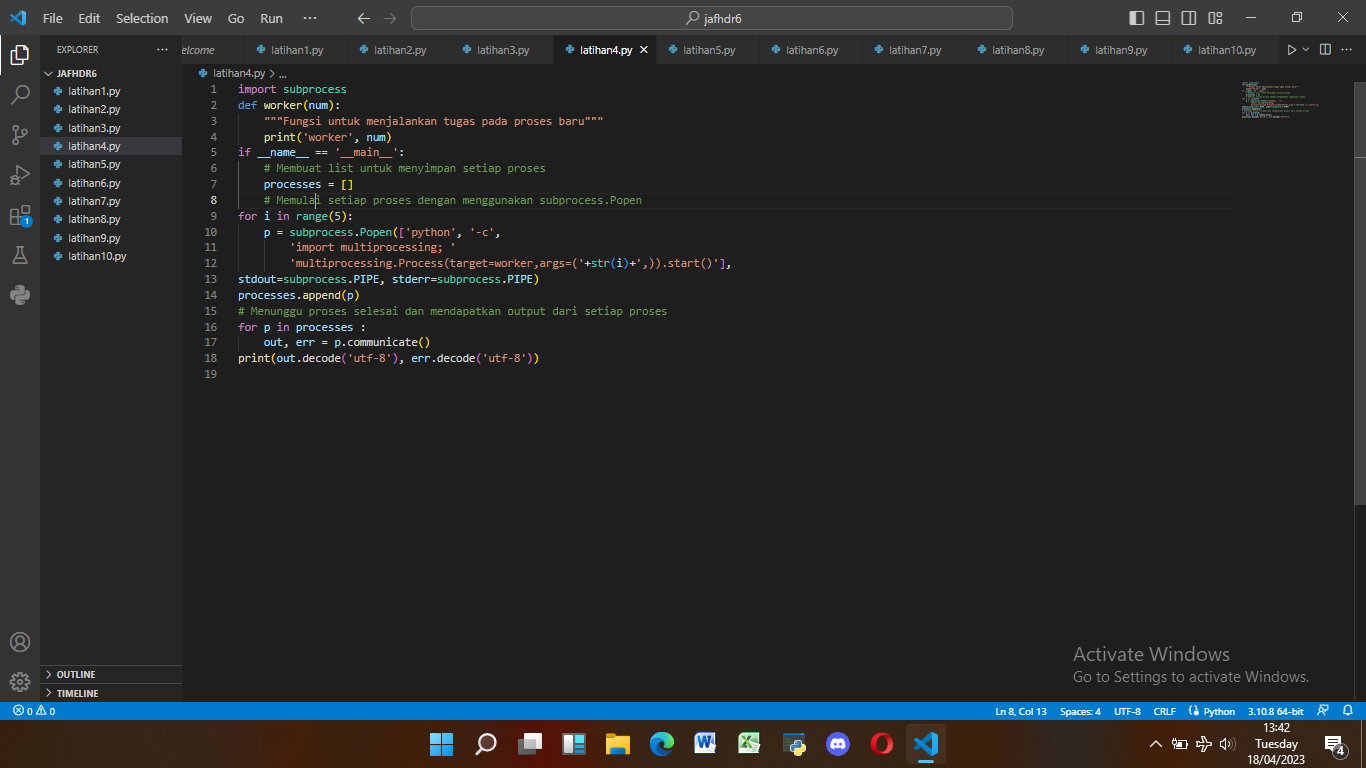 File Edit Selection View Go Run ··· jafhdr6
EXPLORER ···
elcome latihan1.py latihan2.py latihan3.py latihan4.py latihan5.py latihan6.py latihan7.py latihan8.py latihan9.py latihan10.py ···
JAFHDR6
latihan1.py
latihan2.py
latihan3.py
latihan4.py
latihan5.py
latihan6.py
latihan7.py
latihan8.py
latihan9.py
latihan10.py
1
OUTLINE
TIMELINE
latihan4.py > ...
1 import subprocess
2 def worker(num):
3 """Fungsi untuk menjalankan tugas pada proses baru"""
4 print('worker', num)
5 if __name__ == '__main__':
6 # Membuat list untuk menyimpan setiap proses
7 processes = []
8 # Memulai setiap proses dengan menggunakan subprocess.Popen
9 for i in range(5):
10 p = subprocess.Popen(['python', '-c',
11 'import multiprocessing; '
12 'multiprocessing.Process(target=worker,args=('+str(i)+',)).start()'],
13 stdout=subprocess.PIPE, stderr=subprocess.PIPE)
14 processes.append(p)
15 # Menunggu proses selesai dan mendapatkan output dari setiap proses
16 for p in processes :
17 out, err = p.communicate()
18 print(out.decode('utf-8'), err.decode('utf-8'))
19
Activate Windows
Go to Settings to activate Windows.
0 0 Ln 8, Col 13 Spaces: 4 UTF-8 CRLF Python 3.10.8 64-bit
13:42
Tuesday
18/04/2023
4